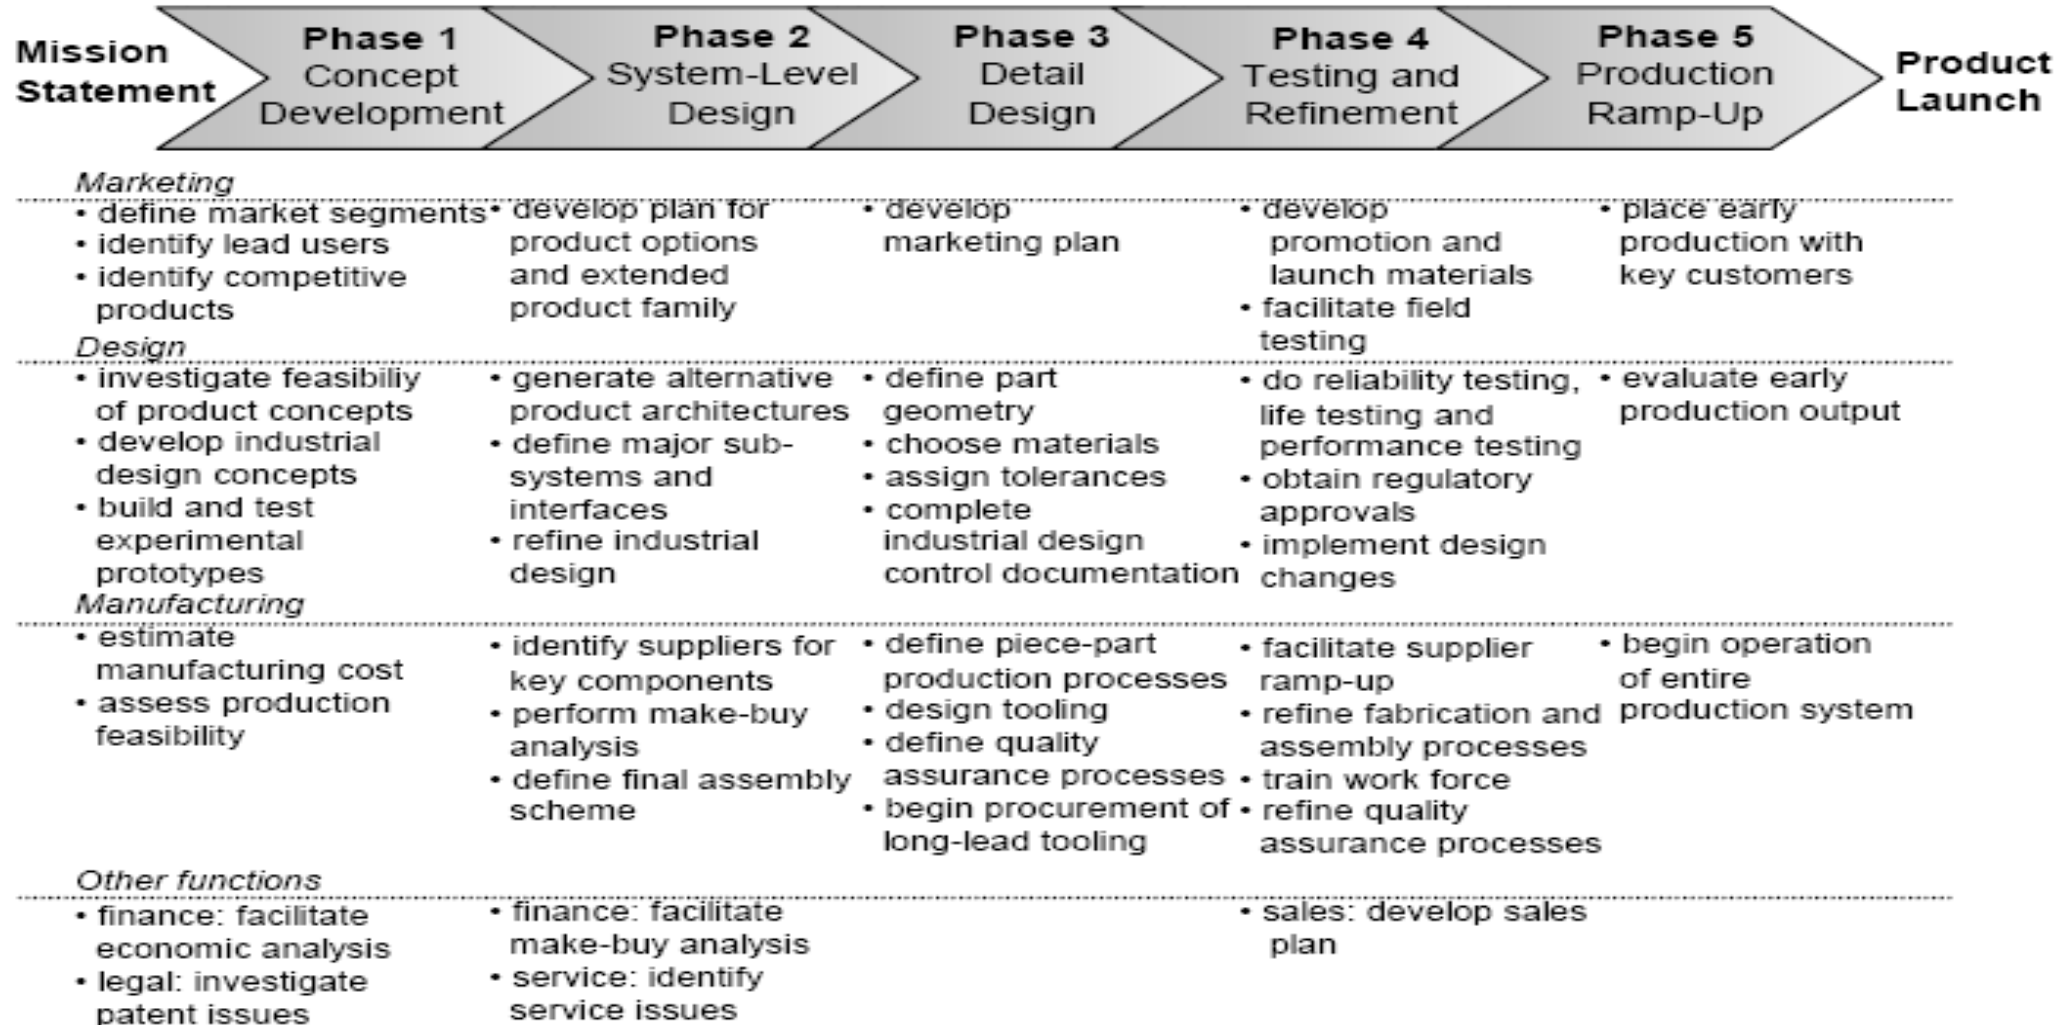 Mission
Statement
Phase 1
Concept
Development
Phase 2
System-Level
Design
Phase 3
Detail
Design
Phase 4
Testing and
Refinement
Phase 5
Production
Ramp-Up
Product
Launch
Marketing
• define market segments
• identify lead users
• identify competitive
products
• develop plan for
product options
and extended
product family
• develop
marketing plan
• develop
promotion and
launch materials
• facilitate field
testing
• place early
production with
key customers
Design
• investigate feasibiliy
of product concepts
• develop industrial
design concepts
• build and test
experimental
prototypes
• generate alternative
product architectures
• define major sub-
systems and
interfaces
• refine industrial
design
• define part
geometry
• choose materials
• assign tolerances
• complete
industrial design
control documentation
• do reliability testing,
life testing and
performance testing
• obtain regulatory
approvals
• implement design
changes
• evaluate early
production output
Manufacturing
• estimate
manufacturing cost
• assess production
feasibility
• identify suppliers for
key components
• perform make-buy
analysis
• define final assembly
scheme
• define piece-part
production processes
• design tooling
• define quality
assurance processes
• begin procurement of
long-lead tooling
• facilitate supplier
ramp-up
• refine fabrication and
assembly processes
• train work force
• refine quality
assurance processes
• begin operation
of entire
production system
Other functions
• finance: facilitate
economic analysis
• legal: investigate
patent issues
• finance: facilitate
make-buy analysis
• service: identify
service issues
• sales: develop sales
plan